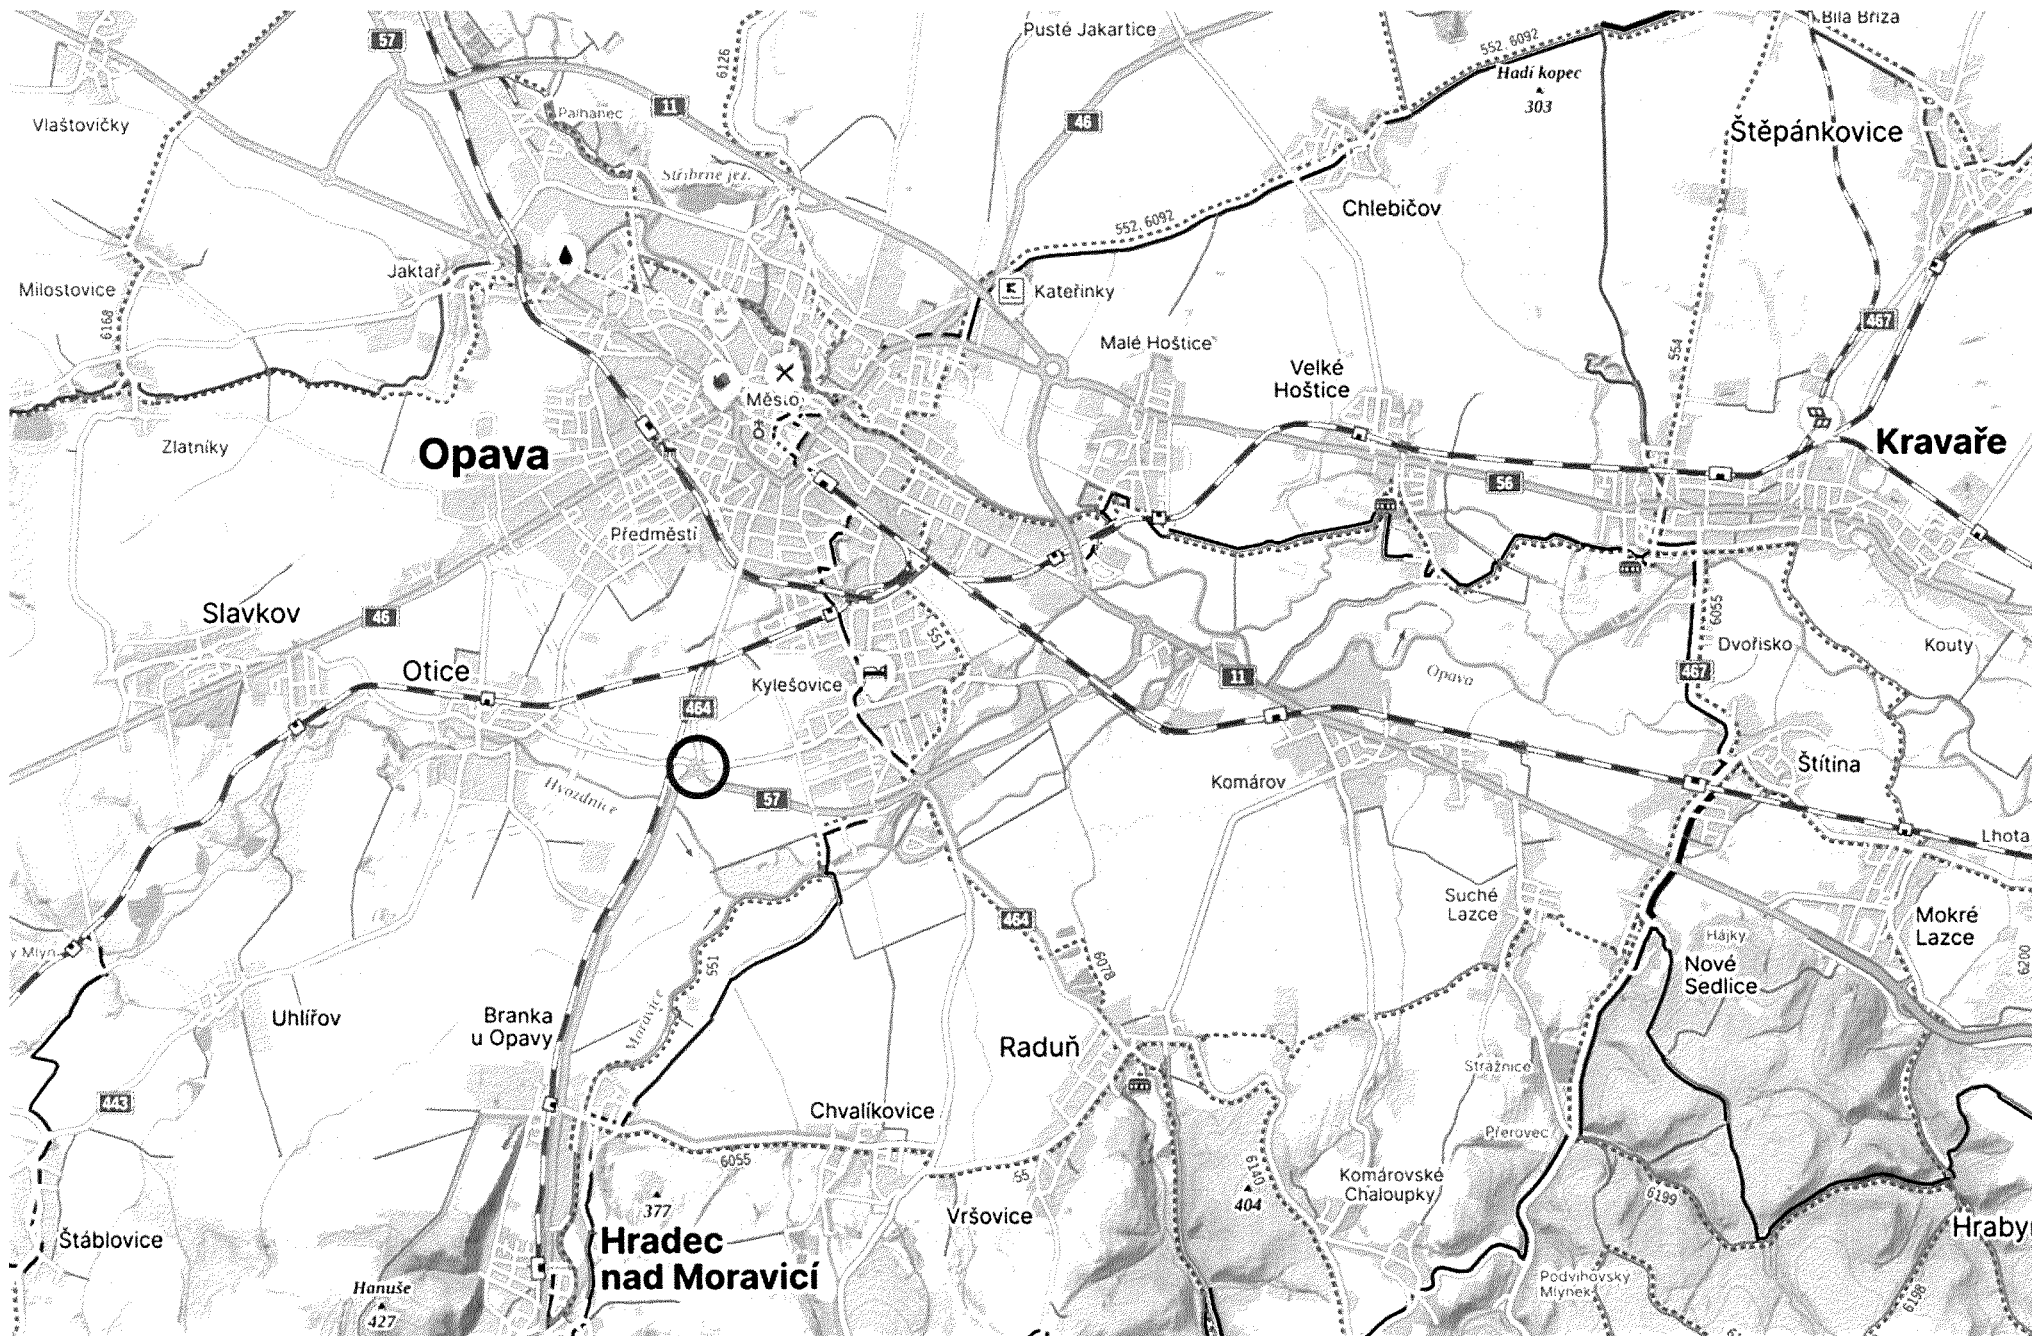 57
Pusté Jakartice
552, 6092
Bílá Bříza
Hadí kopec
303
6126
11
46
Palhanec
Vlaštovičky
Štěpánkovice
Stříbrné jez.
Chlebičov
552, 6092
Jaktař
Milostovice
Kateřinky
6168
467
Malé Hoštice
554
Velké
Hoštice
Město
Zlatníky
Opava
Kravaře
56
Předměstí
Slavkov
46
551
6055
Dvořisko
Kouty
Otice
Kylešovice
11
Opava
467
464
Štítina
Hvozdnice
57
Komárov
Lhota
Suché
Lazce
464
Mokré
Lazce
Hájky
Nové
Sedlice
6200
y Mlýn
551
6078
Uhlířov
Branka
u Opavy
Moravice
Raduň
Strážnice
443
Chvalíkovice
Přerovec
6055
55
6140
404
Komárovské
Chaloupky
6199
377
Vršovice
Štáblovice
Hradec
nad Moravicí
Hraby
Hanuše
427
Podvihovský
Mlýnek
6198